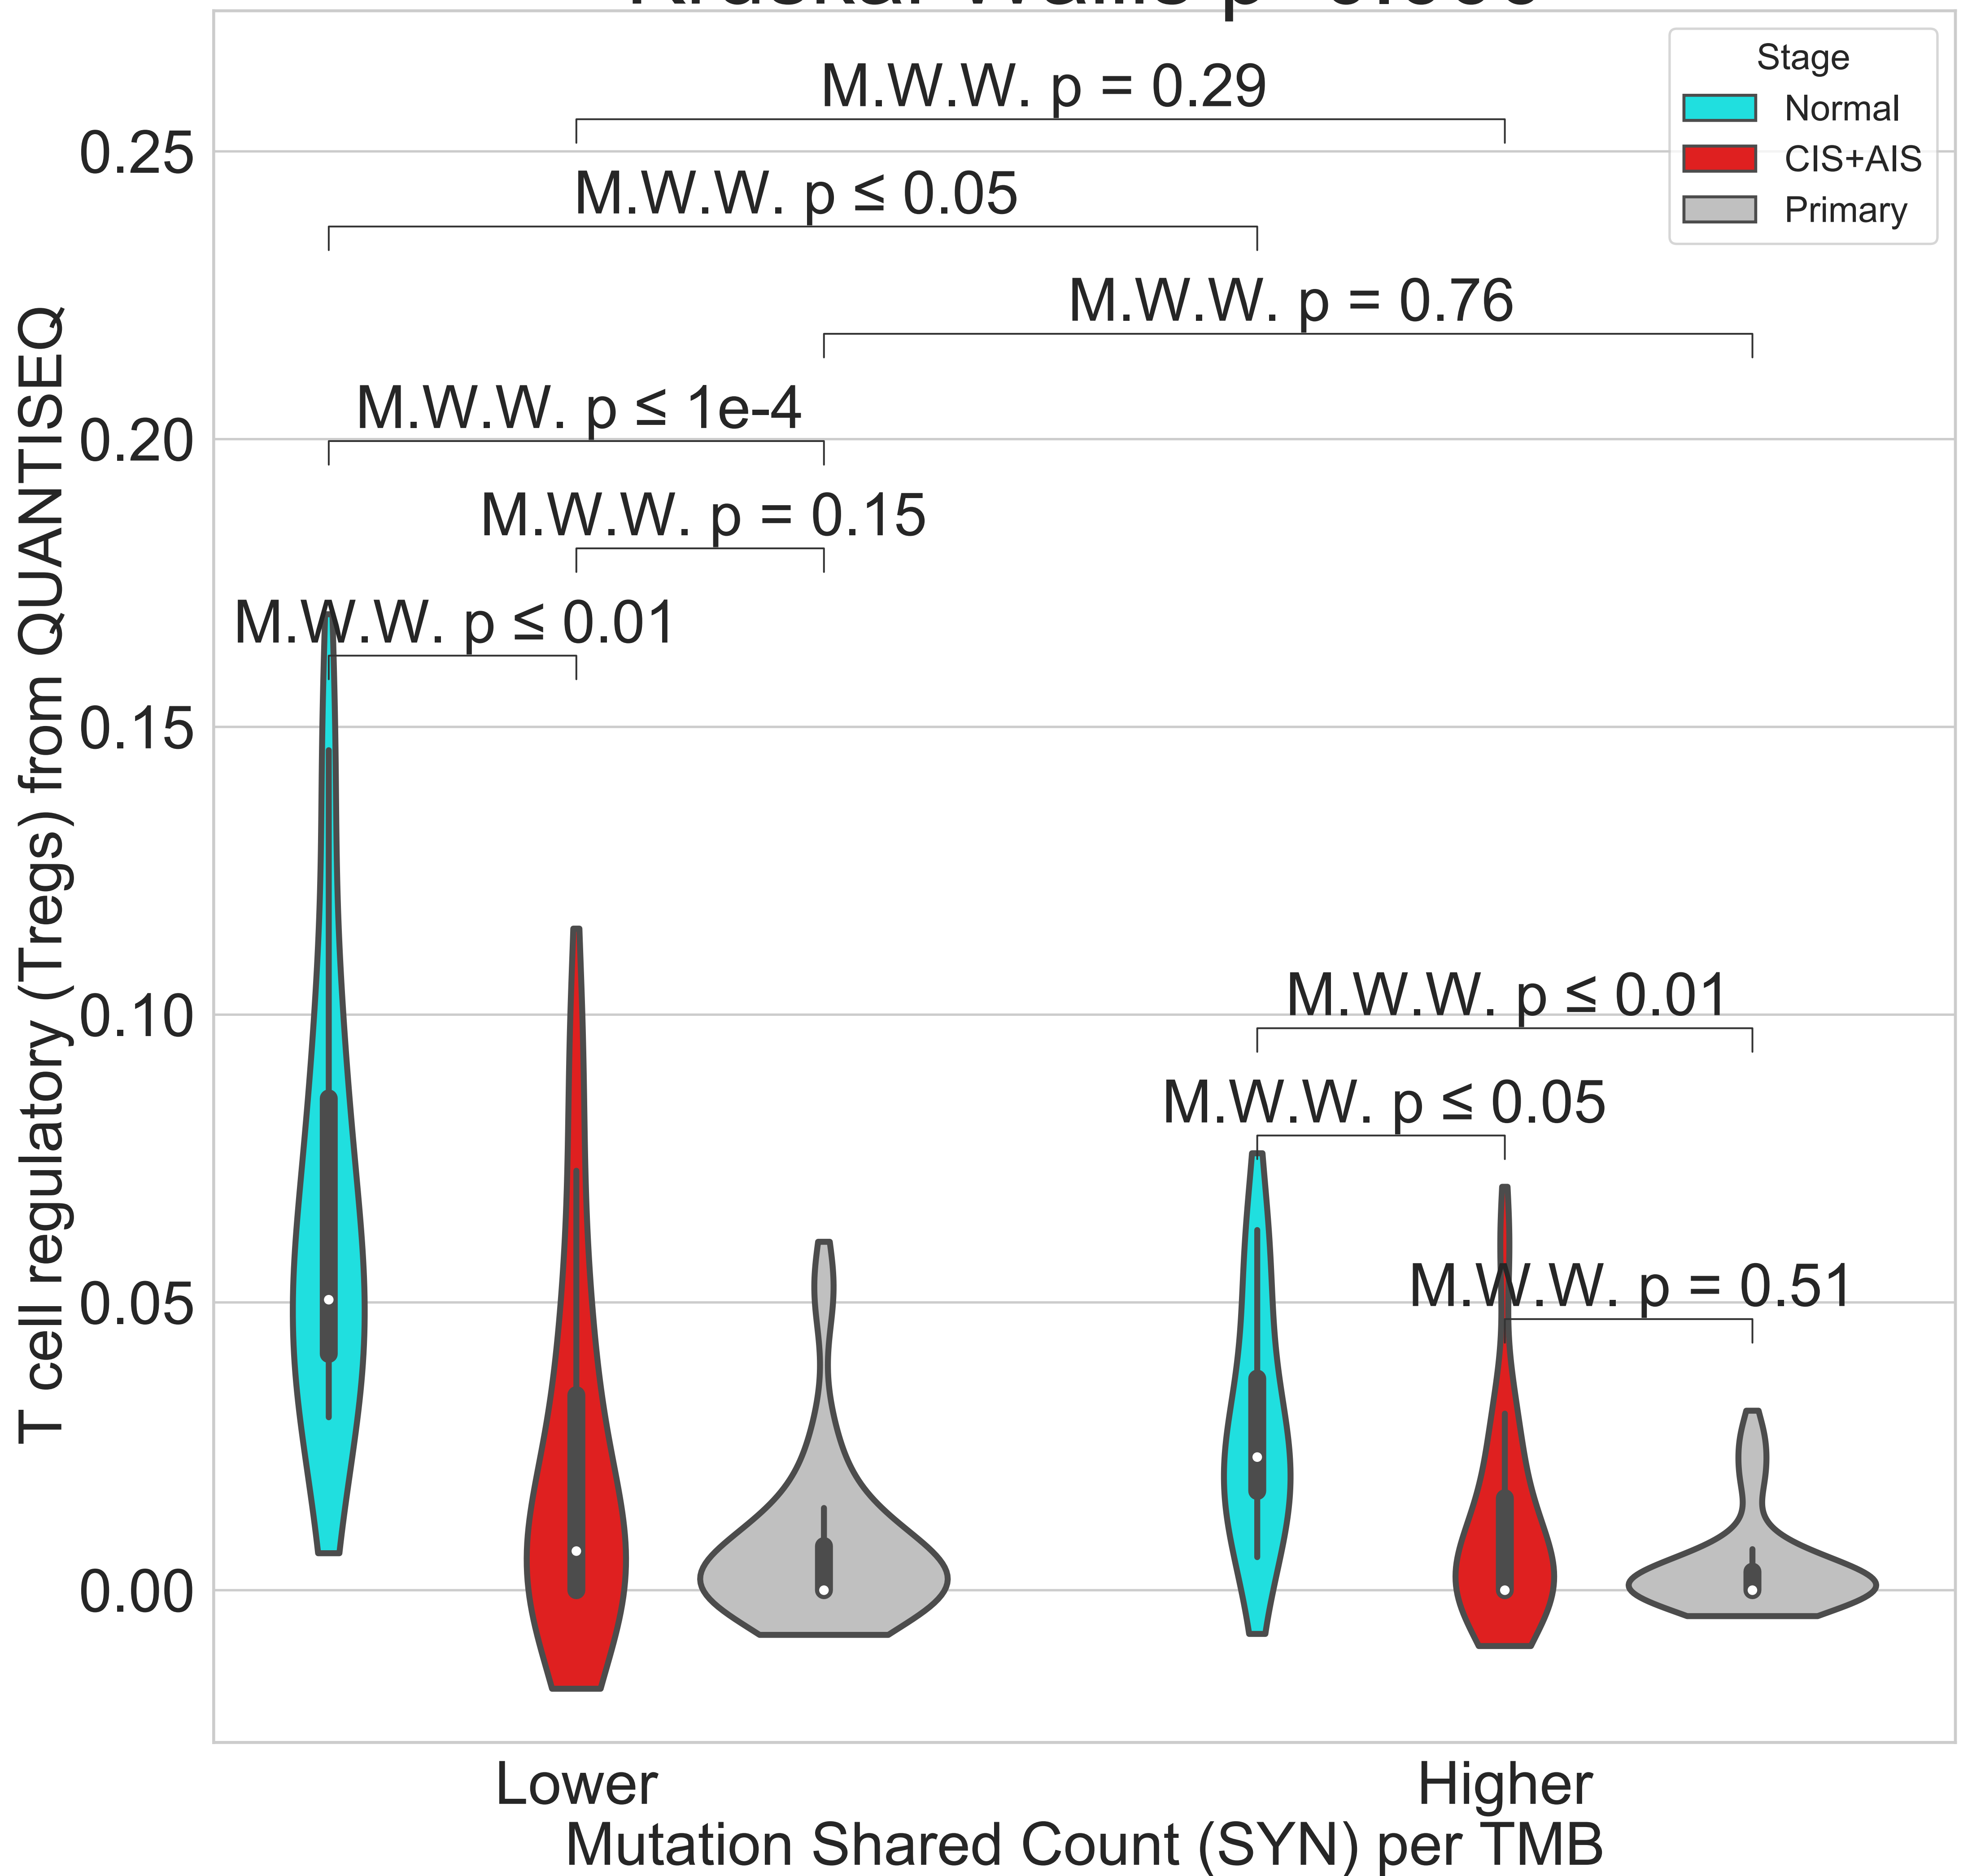 Stage
Normal
CIS+AIS
Primary
M.W.W. p = 0.29
M.W.W. p ≤ 0.05
M.W.W. p = 0.76
M.W.W. p ≤ 1e-4
M.W.W. p = 0.15
M.W.W. p ≤ 0.01
M.W.W. p ≤ 0.01
M.W.W. p ≤ 0.05
M.W.W. p = 0.51
T cell regulatory (Tregs) from QUANTISEQ
0.25
0.20
0.15
0.10
0.05
0.00
Lower
Higher
Mutation Shared Count (SYN) per TMB